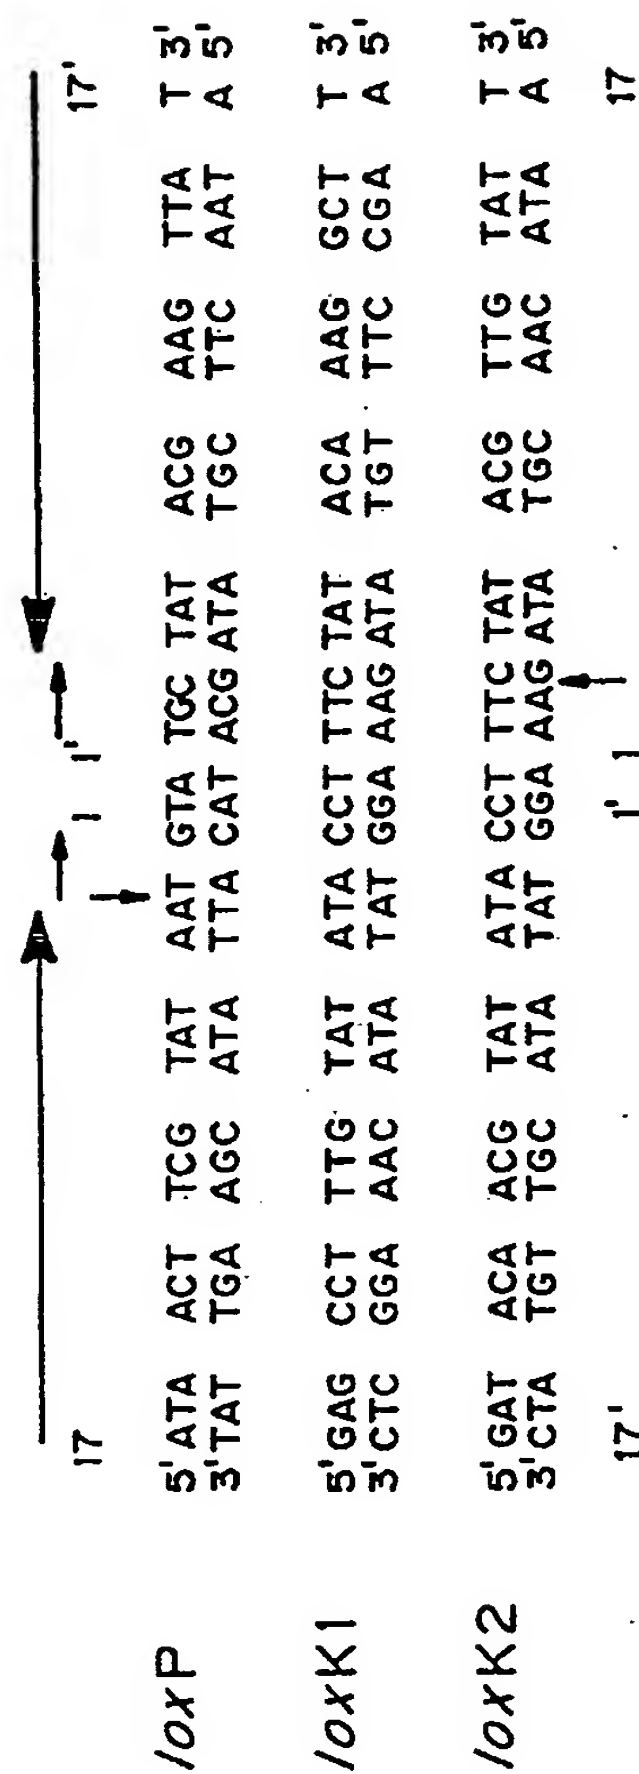 17 1 1' 17'
5'ATA ACT TCG TAT AAT GTA TGC TAT ACG AAG TTA T 3'
loxP
3'TAT TGA AGC ATA TTA CAT ACG ATA TGC TTC AAT A 5'
5'GAG CCT TTG TAT ATA CCT TTC TAT ACA AAG GCT T 3'
loxK1
3'CTC GGA AAC ATA TAT GGA AAG ATA TGT TTC CGA A 5'
5'GAT ACA ACG TAT ATA CCT TTC TAT ACG TTG TAT T 3'
loxK2
3'CTA TGT TGC ATA TAT GGA AAG ATA TGC AAC ATA A 5'
17' 1' 1 17